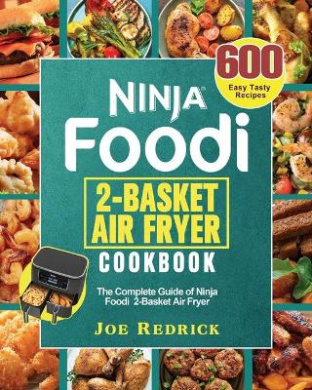 600
Easy Tasty
Recipes
NINJA
Foodi
2-BASKET
AIR FRYER
COOKBOOK
The Complete Guide of Ninja
Foodi 2-Basket Air Fryer
JOE REDRICK